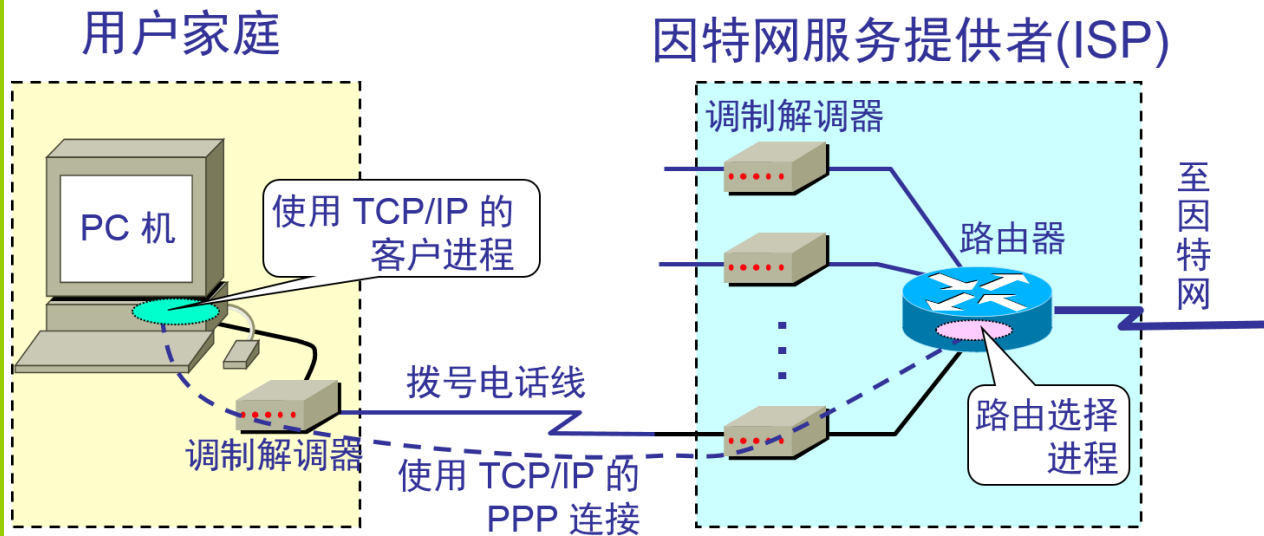 用户家庭
因特网服务提供者(ISP)
调制解调器
PC 机
使用 TCP/IP 的
客户进程
路由器
至
因
特
网
拨号电话线
路由选择
进程
调制解调器
使用 TCP/IP 的
PPP 连接